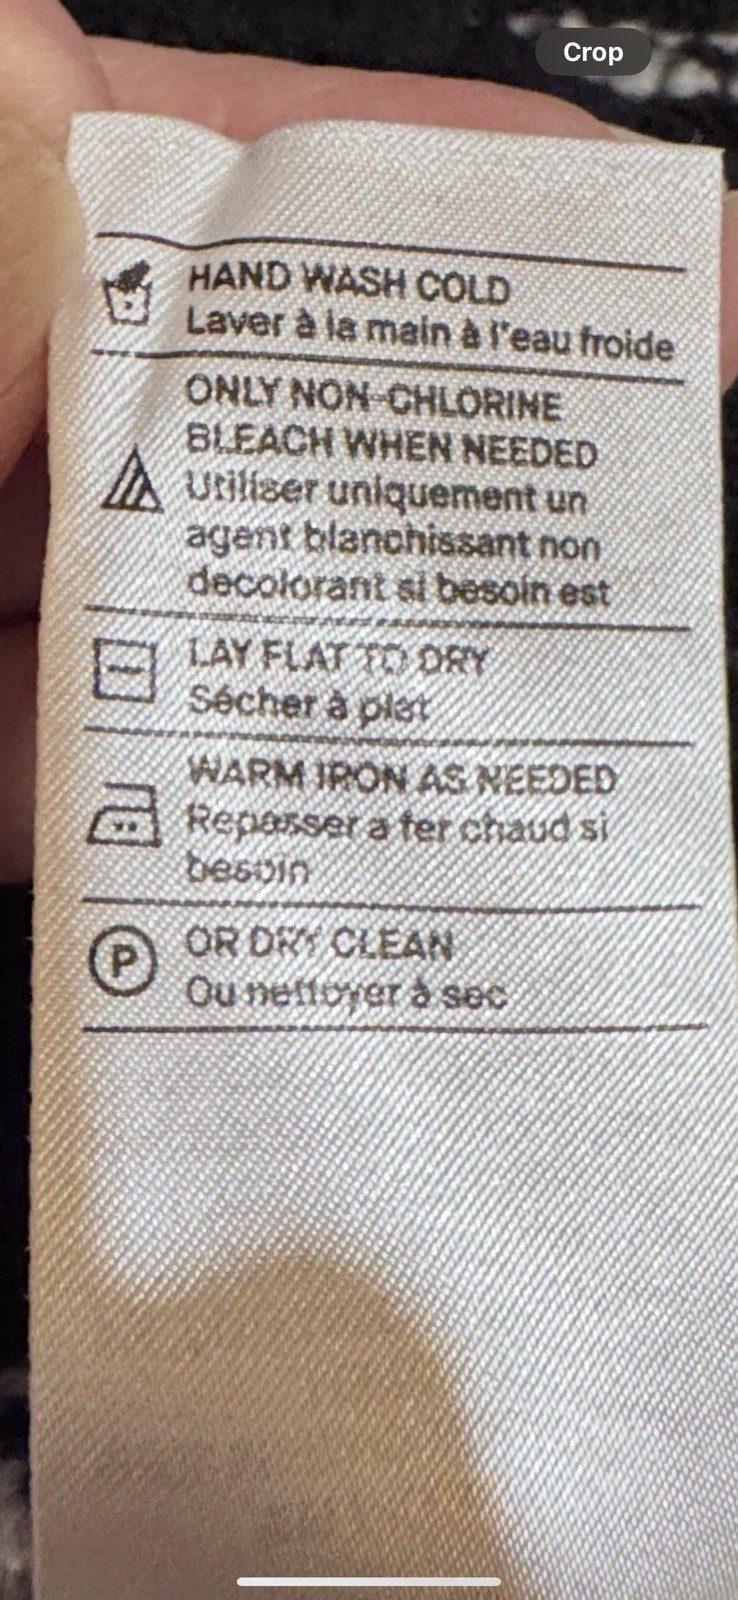 Crop
HAND WASH COLD
Laver à la main à l'eau froide
ONLY NON-CHLORINE
BLEACH WHEN NEEDED
Utiliser uniquement un
agent blanchissant non
decolorant si besoin est
LAY FLAT TO DRY
Sécher à plat
WARM IRON AS NEEDED
Repasser a fer chaud si
besoin
P
OR DRY CLEAN
Ou nettoyer à sec